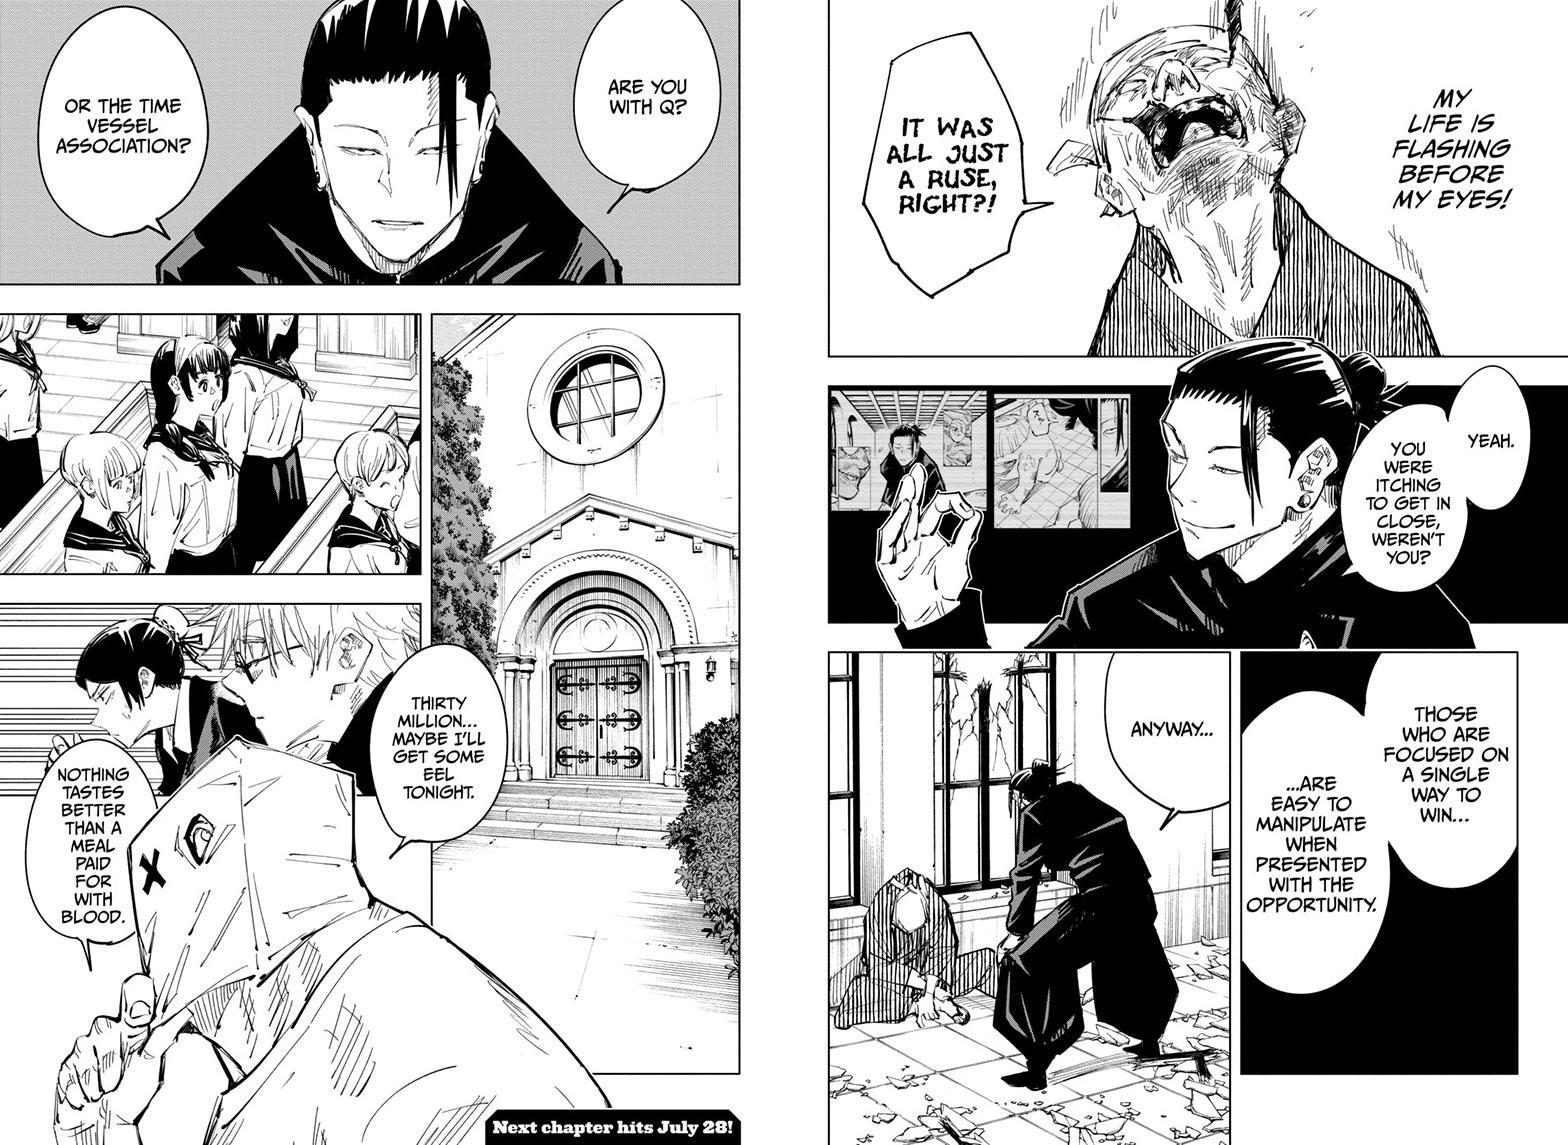 MY
LIFE IS
FLASHING
BEFORE
MY EYES!
IT WAS
ALL JUST
A RUSE,
RIGHT?!
YEAH.
YOU
WERE
ITCHING
TO GET IN
CLOSE,
WEREN'T
YOU?
THOSE
WHO ARE
FOCUSED ON
A SINGLE
WAY TO
WIN...
...ARE
EASY TO
MANIPULATE
WHEN
PRESENTED
WITH THE
OPPORTUNITY.
ANYWAY...
ARE YOU
WITH Q?
OR THE TIME
VESSEL
ASSOCIATION?
THIRTY
MILLION...
MAYBE I'LL
GET SOME
EEL
TONIGHT.
NOTHING
TASTES
BETTER
THAN A
MEAL
PAID
FOR
WITH
BLOOD.
Next chapter hits July 28!